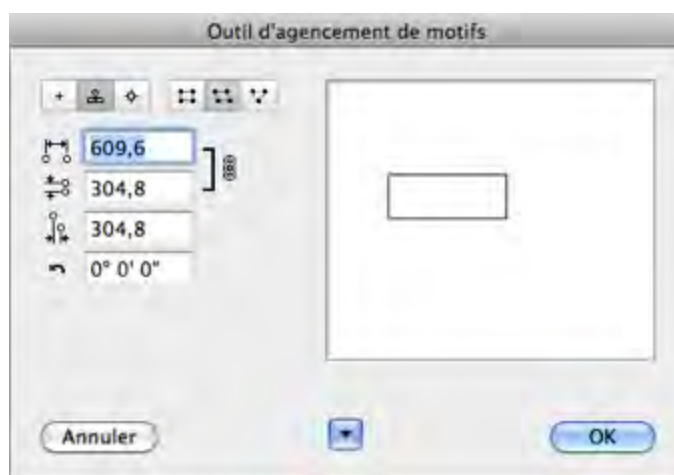 Outil d'agencement de motifs
609,6
304,8
304,8
0° 0' 0"
Annuler
OK